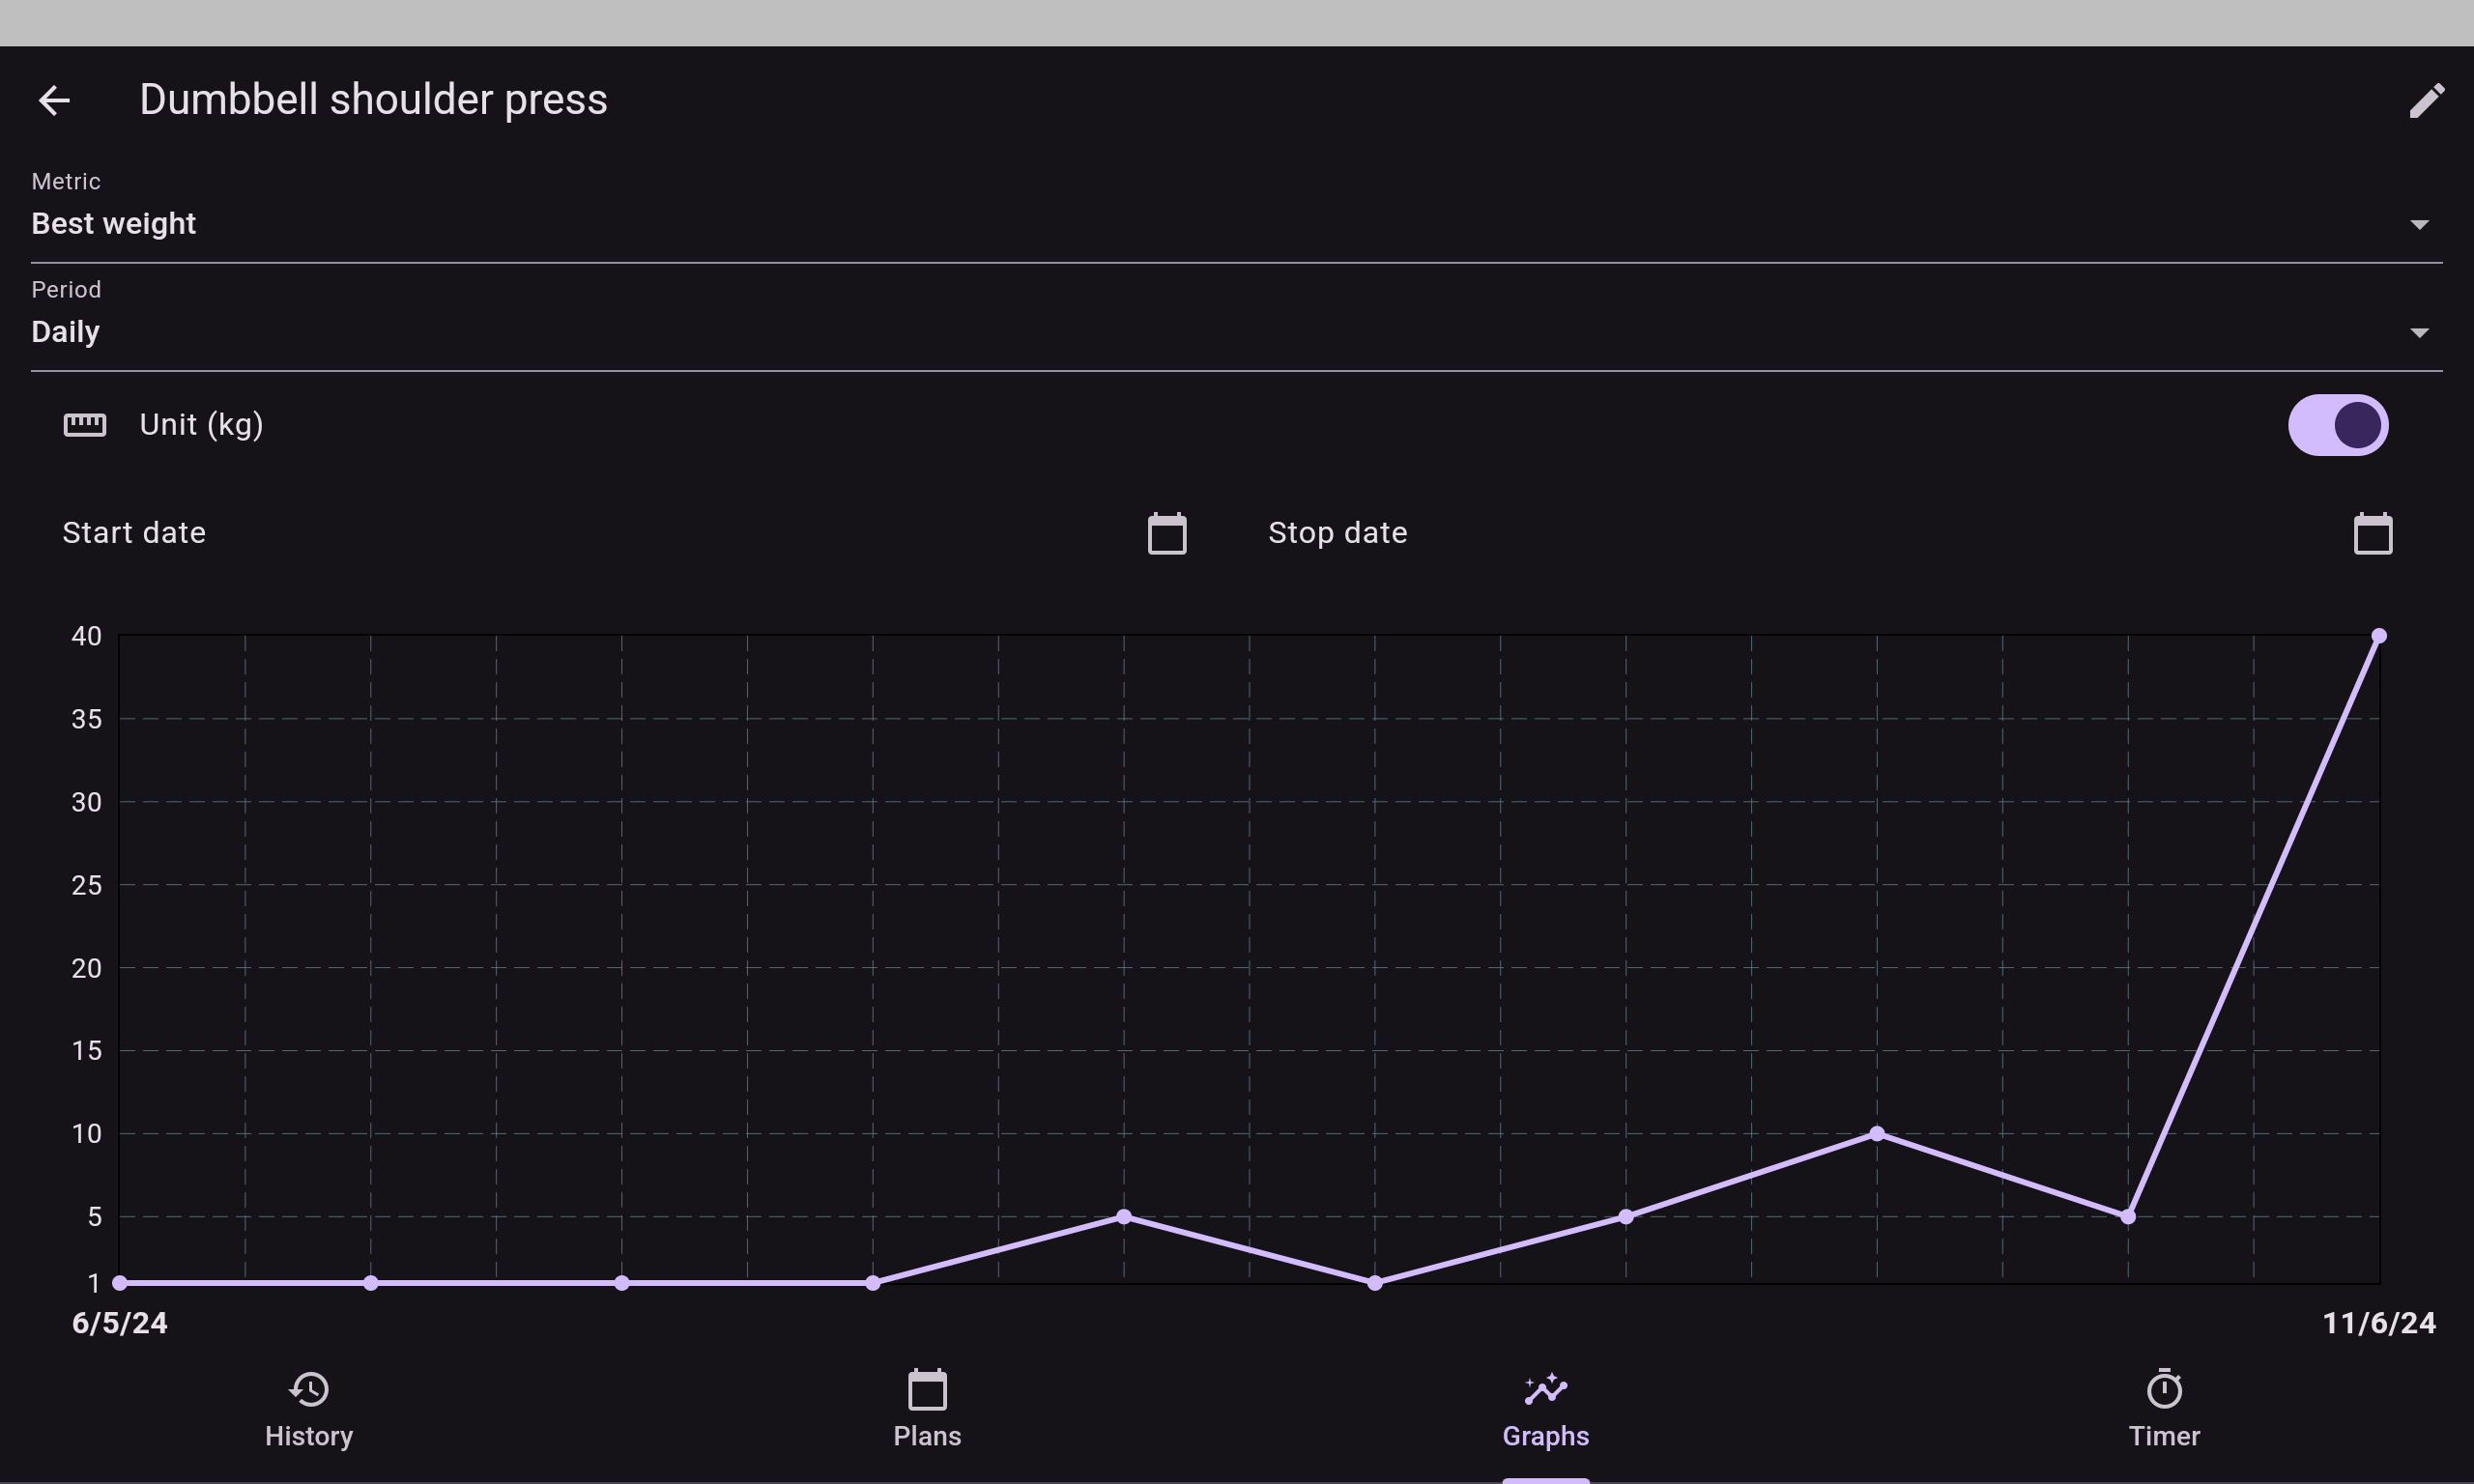 Dumbbell shoulder press
Metric
Best weight
Period
Daily
Unit (kg)
Start date
Stop date
40
35
30
25
20
15
10
5
1
6/5/24
11/6/24
History
Plans
Graphs
Timer